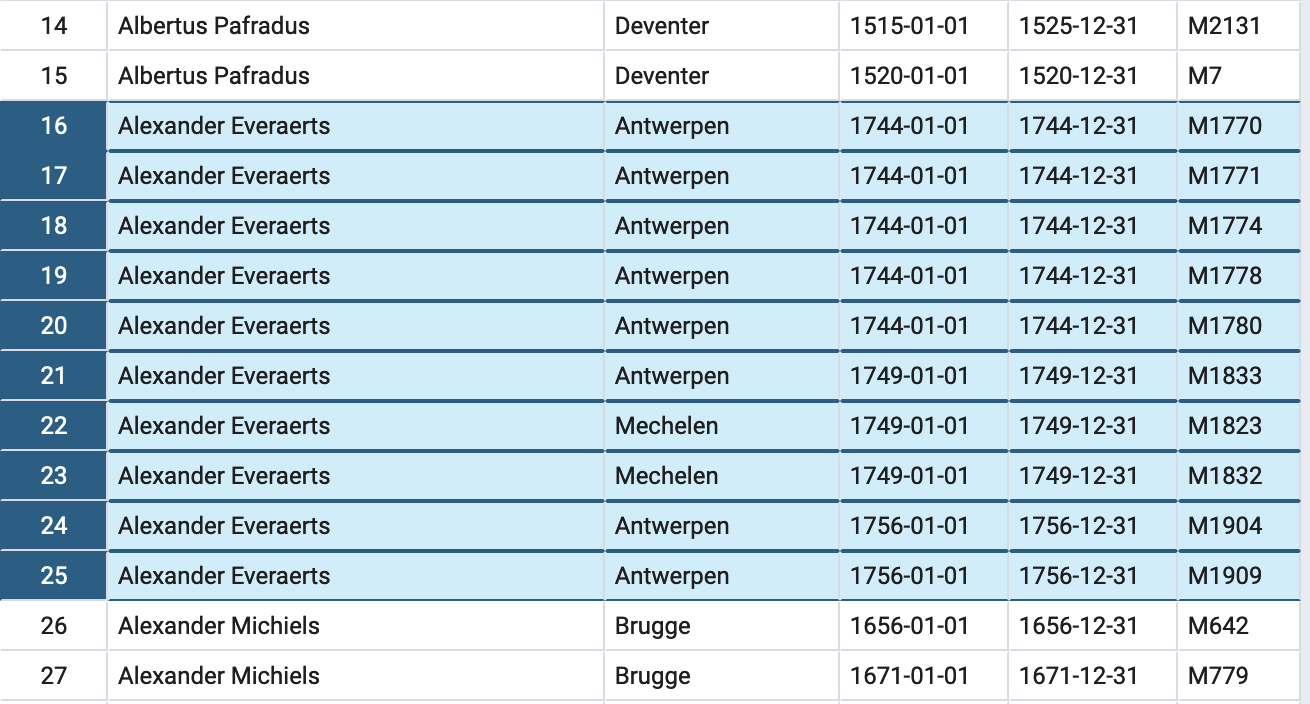 14 Albertus Pafradus Deventer 1515-01-01 1525-12-31 M2131
15 Albertus Pafradus Deventer 1520-01-01 1520-12-31 M7
16 Alexander Everaerts Antwerpen 1744-01-01 1744-12-31 M1770
17 Alexander Everaerts Antwerpen 1744-01-01 1744-12-31 M1771
18 Alexander Everaerts Antwerpen 1744-01-01 1744-12-31 M1774
19 Alexander Everaerts Antwerpen 1744-01-01 1744-12-31 M1778
20 Alexander Everaerts Antwerpen 1744-01-01 1744-12-31 M1780
21 Alexander Everaerts Antwerpen 1749-01-01 1749-12-31 M1833
22 Alexander Everaerts Mechelen 1749-01-01 1749-12-31 M1823
23 Alexander Everaerts Mechelen 1749-01-01 1749-12-31 M1832
24 Alexander Everaerts Antwerpen 1756-01-01 1756-12-31 M1904
25 Alexander Everaerts Antwerpen 1756-01-01 1756-12-31 M1909
26 Alexander Michiels Brugge 1656-01-01 1656-12-31 M642
27 Alexander Michiels Brugge 1671-01-01 1671-12-31 M779